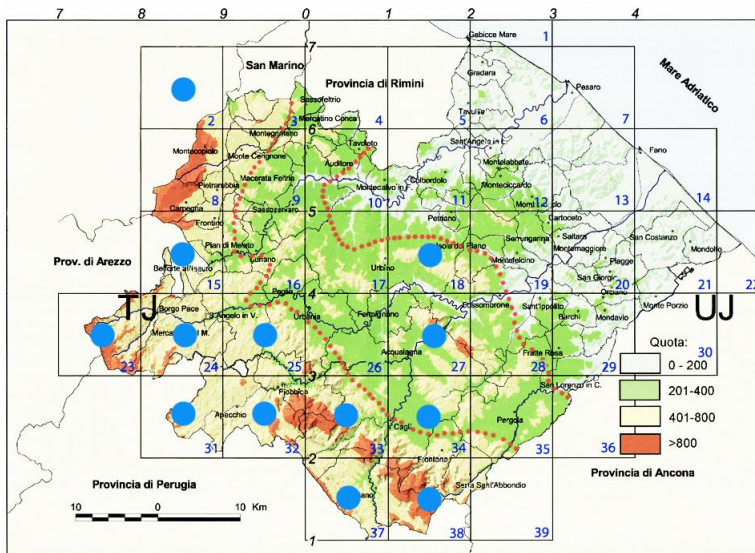 7 8 9 0 1 2 3 4
Gabicce Mare
1
7
San Marino
Gradara
Mare Adriatico
Provincia di Rimini
Pesaro
Sassofeltrio
Mercatino Conca
Tavullia
2 3 4 5 6 7
Montegrimano
6
Tavoleto
Sant'Angelo in L.
Fano
Montecopiolo
Monte Cerignone
Auditore
Montelabbate
Macerata Feltria
Colbordolo
Pietrarubbia
Montecalvo in F.
Monteciccardo
8 9 10 11 12 13 14
Carpegna
Sassocorvaro
5
Petriano
Cartoceto
Frontino
Saltara
San Costanzo
Serrungarina
Mondolfo
Pian di Meleto
Isola del Piano
Montemaggiore
Prov. di Arezzo
Lunano
Montefelcino
Piagge
Belforte all'Isauro
Urbino
San Giorgio
15 16 17 18 19 20 21 22
Peglio
4
Orciano
TJ
Borgo Pace
Fossombrone
Sant'Ippolito
Monte Porzio
UJ
S.Angelo in V.
Urbania
Fermignano
Barchi
Mondavio
Acqualagna
Quota:
Fratte Rosa
23 24 25 26 27 28 29 30
0 - 200
3
San Lorenzo in C.
201-400
Piobbico
Apecchio
401-800
Cagli
Pergola
>800
31 32 33 34 35 36
Frontone
2
Provincia di Ancona
Provincia di Perugia
Serra Sant'Abbondio
10 0 10 Km
37 38 39
1